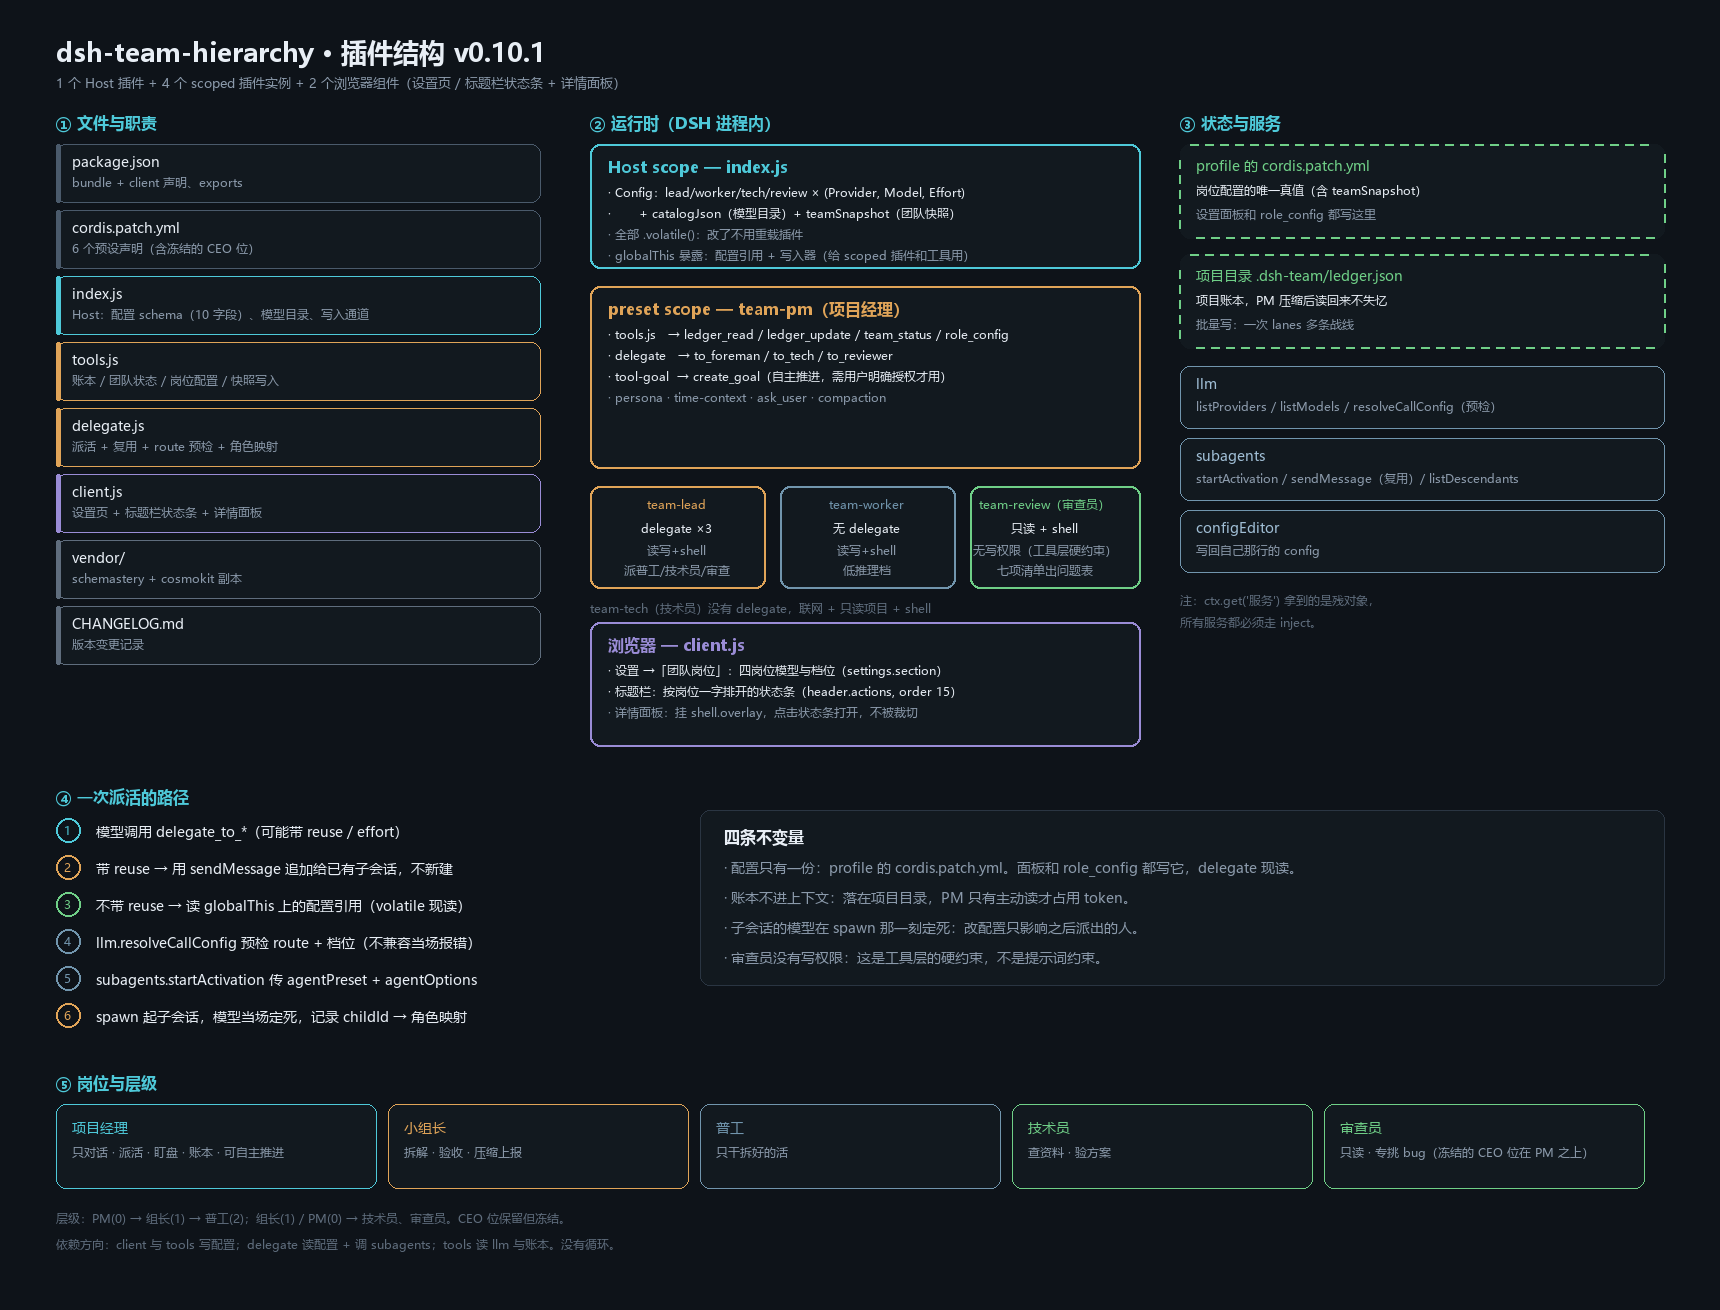 dsh-team-hierarchy • 插件结构 v0.10.1
1 个 Host 插件 + 4 个 scoped 插件实例 + 2 个浏览器组件（设置页 / 标题栏状态条 + 详情面板）
① 文件与职责
package.json
bundle + client 声明、exports
cordis.patch.yml
6 个预设声明（含冻结的 CEO 位）
index.js
Host：配置 schema（10 字段）、模型目录、写入通道
tools.js
账本 / 团队状态 / 岗位配置 / 快照写入
delegate.js
派活 + 复用 + route 预检 + 角色映射
client.js
设置页 + 标题栏状态条 + 详情面板
vendor/
schemastery + cosmokit 副本
CHANGELOG.md
版本变更记录
② 运行时（DSH 进程内）
Host scope — index.js
· Config：lead/worker/tech/review × (Provider, Model, Effort)
· + catalogJson（模型目录）+ teamSnapshot（团队快照）
· 全部 .volatile()：改了不用重载插件
· globalThis 暴露：配置引用 + 写入器（给 scoped 插件和工具用）
preset scope — team-pm（项目经理）
· tools.js → ledger_read / ledger_update / team_status / role_config
· delegate → to_foreman / to_tech / to_reviewer
· tool-goal → create_goal（自主推进，需用户明确授权才用）
· persona · time-context · ask_user · compaction
team-lead
delegate ×3
读写+shell
派普工/技术员/审查
team-worker
无 delegate
读写+shell
低推理档
team-review（审查员）
只读 + shell
无写权限（工具层硬约束）
七项清单出问题表
team-tech（技术员）没有 delegate，联网 + 只读项目 + shell
浏览器 — client.js
· 设置 →「团队岗位」：四岗位模型与档位（settings.section）
· 标题栏：按岗位一字排开的状态条（header.actions, order 15）
· 详情面板：挂 shell.overlay，点击状态条打开，不被裁切
③ 状态与服务
profile 的 cordis.patch.yml
岗位配置的唯一真值（含 teamSnapshot）
设置面板和 role_config 都写这里
项目目录 .dsh-team/ledger.json
项目账本，PM 压缩后读回来不失忆
批量写：一次 lanes 多条战线
llm
listProviders / listModels / resolveCallConfig（预检）
subagents
startActivation / sendMessage（复用）/ listDescendants
configEditor
写回自己那行的 config
注：ctx.get('服务') 拿到的是残对象，
所有服务都必须走 inject。
④ 一次派活的路径
1 模型调用 delegate_to_*（可能带 reuse / effort）
2 带 reuse → 用 sendMessage 追加给已有子会话，不新建
3 不带 reuse → 读 globalThis 上的配置引用（volatile 现读）
4 llm.resolveCallConfig 预检 route + 档位（不兼容当场报错）
5 subagents.startActivation 传 agentPreset + agentOptions
6 spawn 起子会话，模型当场定死，记录 childId → 角色映射
四条不变量
· 配置只有一份：profile 的 cordis.patch.yml。面板和 role_config 都写它，delegate 现读。
· 账本不进上下文：落在项目目录，PM 只有主动读才占用 token。
· 子会话的模型在 spawn 那一刻定死：改配置只影响之后派出的人。
· 审查员没有写权限：这是工具层的硬约束，不是提示词约束。
⑤ 岗位与层级
项目经理
只对话 · 派活 · 盯盘 · 账本 · 可自主推进
小组长
拆解 · 验收 · 压缩上报
普工
只干拆好的活
技术员
查资料 · 验方案
审查员
只读 · 专挑 bug（冻结的 CEO 位在 PM 之上）
层级：PM(0) → 组长(1) → 普工(2)；组长(1) / PM(0) → 技术员、审查员。CEO 位保留但冻结。
依赖方向：client 与 tools 写配置；delegate 读配置 + 调 subagents；tools 读 llm 与账本。没有循环。